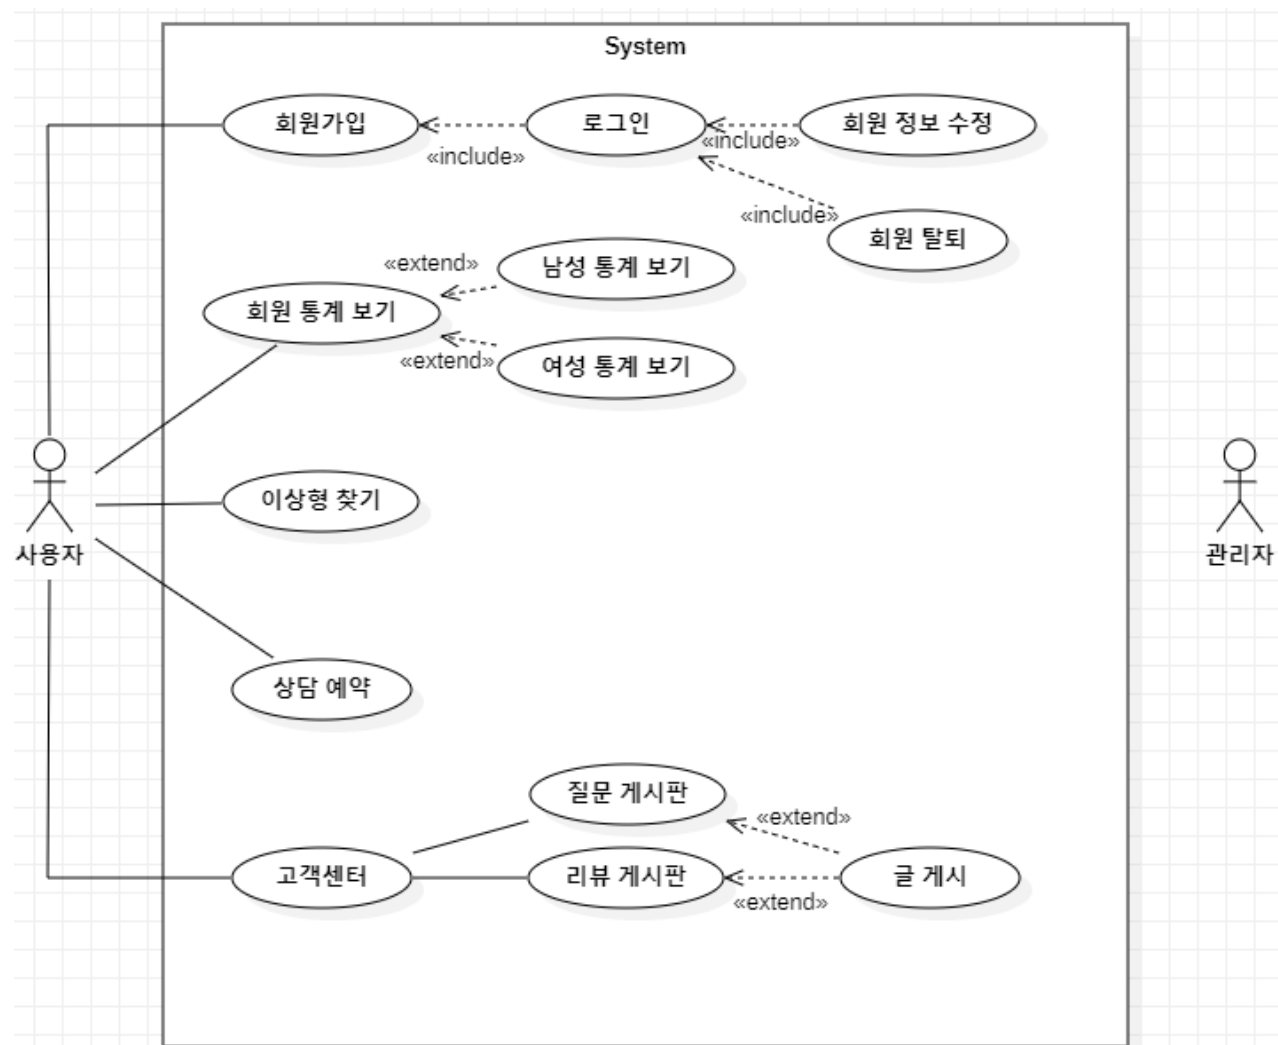 System
회원가입
로그인
회원 정보 수정
«include»
«include»
«include»
회원 탈퇴
«extend»
남성 통계 보기
회원 통계 보기
«extend»
여성 통계 보기
이상형 찾기
사용자
관리자
상담 예약
질문 게시판
«extend»
고객센터
리뷰 게시판
글 게시
«extend»